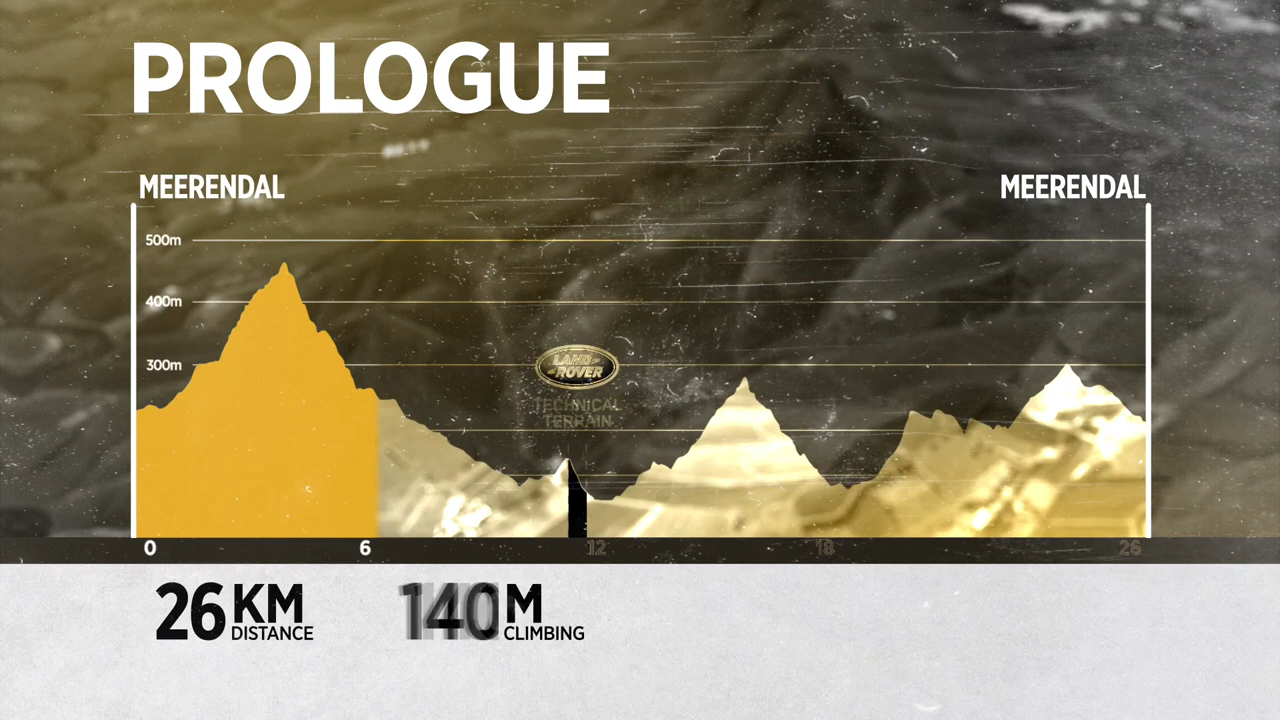 PROLOGUE
MEERENDAL
MEERENDAL
500m
400m
300m
LAND
ROVER
TECHNICAL
TERRAIN
0 6 12 18 26
26 KM
DISTANCE
140 M
CLIMBING